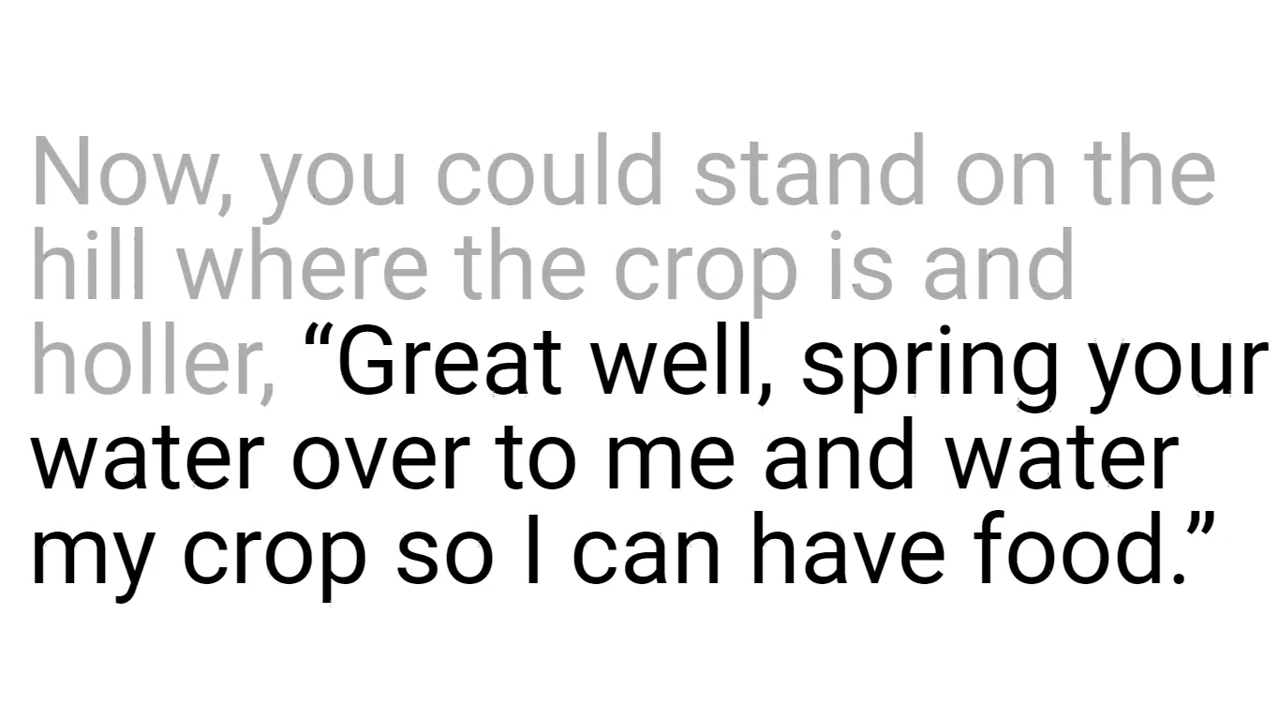 Now, you could stand on the
hill where the crop is and
holler, “Great well, spring your
water over to me and water
my crop so I can have food.”